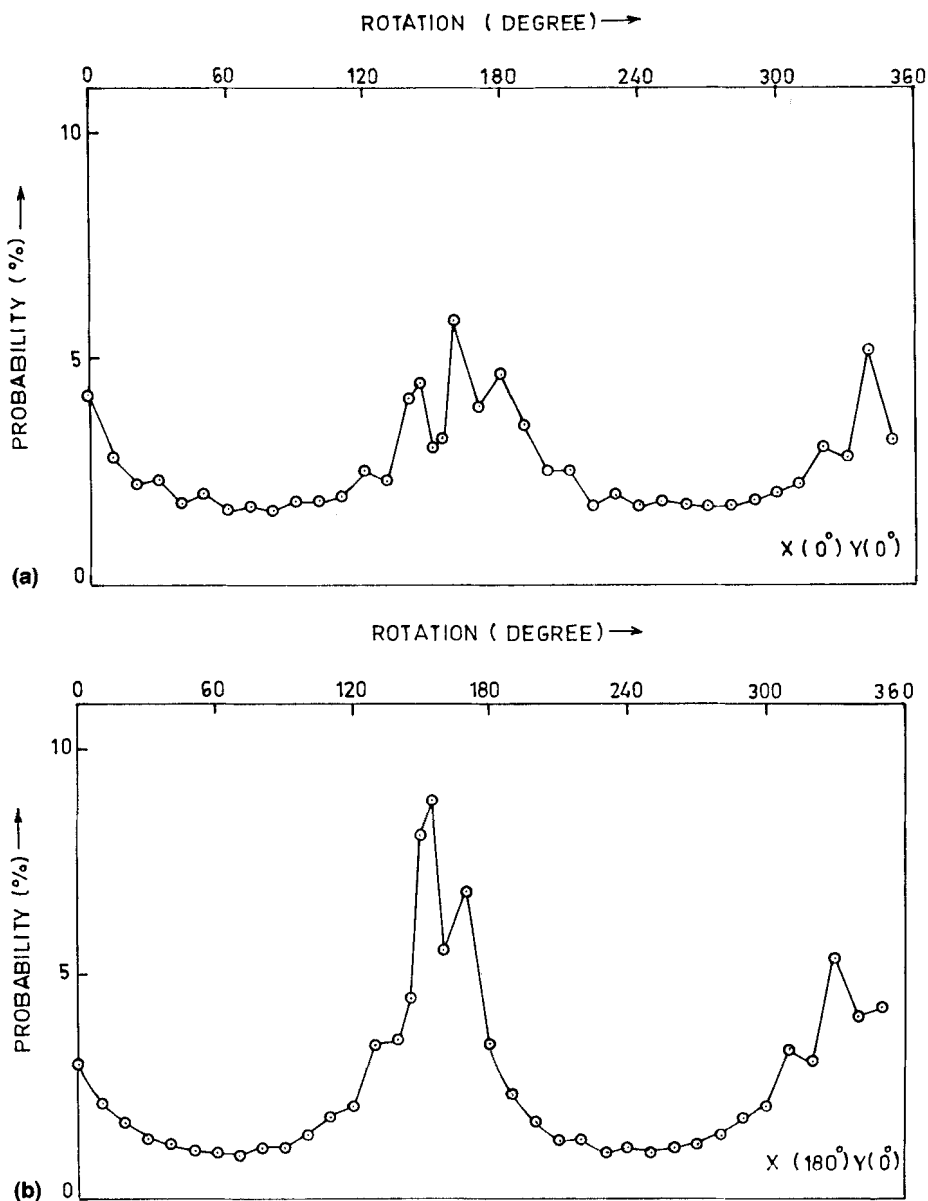 ROTATION ( DEGREE) →
0 60 120 180 240 300 360
10
PROBABILITY (%) →
5
X (0°) Y(0°)
0
(a)
ROTATION ( DEGREE) →
0 60 120 180 240 300 360
10
PROBABILITY (%) →
5
X (180°) Y(0°)
0
(b)